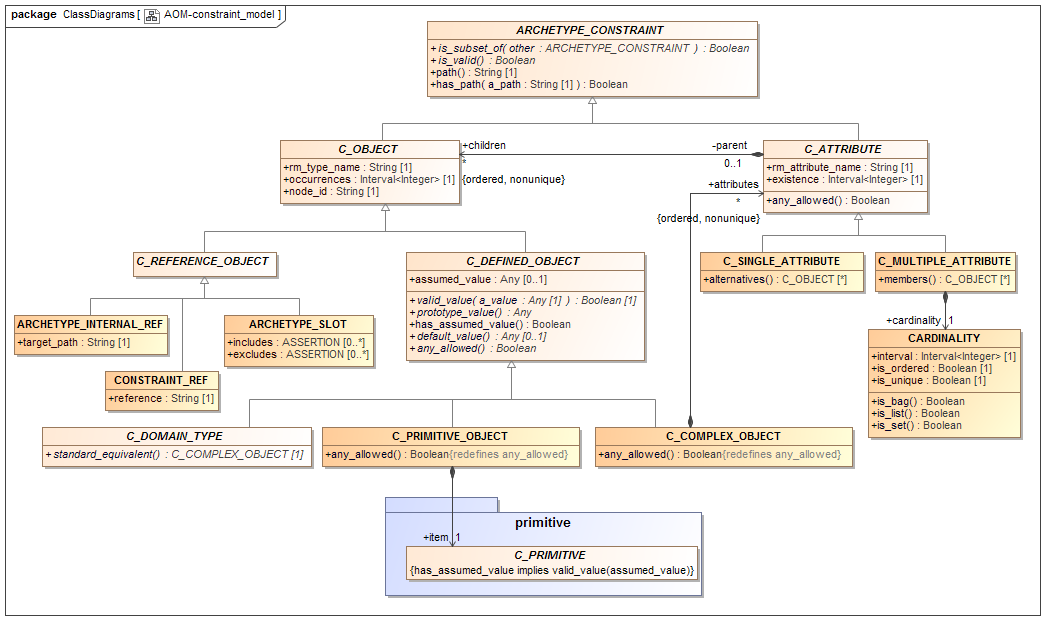 package ClassDiagrams [ AOM-constraint_model ]
ARCHETYPE_CONSTRAINT
+is_subset_of( other : ARCHETYPE_CONSTRAINT ) : Boolean
+is_valid() : Boolean
+path() : String [1]
+has_path( a_path : String [1] ) : Boolean
C_OBJECT
+rm_type_name : String [1]
+occurrences : Interval<Integer> [1]
+node_id : String [1]
+children
*
{ordered, nonunique}
-parent
0..1
C_ATTRIBUTE
+rm_attribute_name : String [1]
+existence : Interval<Integer> [1]
+any_allowed() : Boolean
+attributes
*
{ordered, nonunique}
C_REFERENCE_OBJECT
C_DEFINED_OBJECT
+assumed_value : Any [0..1]
+valid_value( a_value : Any [1] ) : Boolean [1]
+prototype_value() : Any
+has_assumed_value() : Boolean
+default_value() : Any [0..1]
+any_allowed() : Boolean
C_SINGLE_ATTRIBUTE
+alternatives() : C_OBJECT [*]
C_MULTIPLE_ATTRIBUTE
+members() : C_OBJECT [*]
+cardinality
1
ARCHETYPE_INTERNAL_REF
+target_path : String [1]
ARCHETYPE_SLOT
+includes : ASSERTION [0..*]
+excludes : ASSERTION [0..*]
CONSTRAINT_REF
+reference : String [1]
CARDINALITY
+interval : Interval<Integer> [1]
+is_ordered : Boolean [1]
+is_unique : Boolean [1]
+is_bag() : Boolean
+is_list() : Boolean
+is_set() : Boolean
C_DOMAIN_TYPE
+standard_equivalent() : C_COMPLEX_OBJECT [1]
C_PRIMITIVE_OBJECT
+any_allowed() : Boolean{redefines any_allowed}
C_COMPLEX_OBJECT
+any_allowed() : Boolean{redefines any_allowed}
primitive
+item
1
C_PRIMITIVE
{has_assumed_value implies valid_value(assumed_value)}